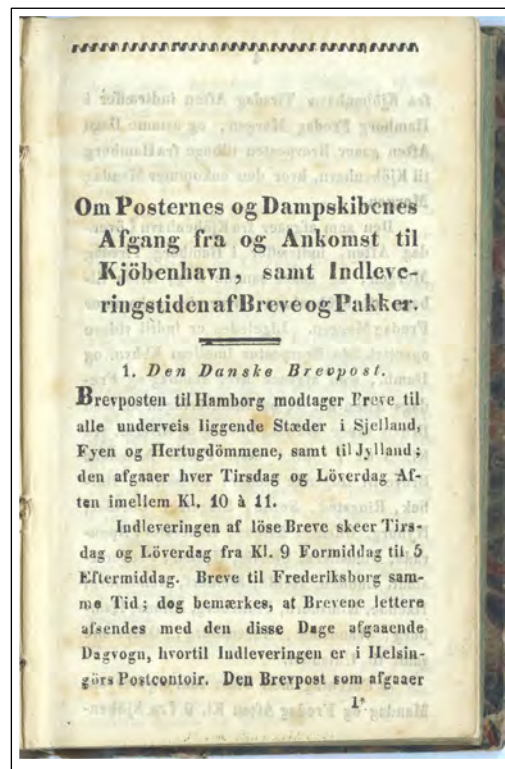 Om Posternes og Dampskibenes
Afgang fra og Ankomst til
Kjöbenhavn, samt Indleve-
ringstiden af Breve og Pakker.
1. Den Danske Brevpost.
Brevposten til Hamborg modtager Breve til
alle underveis liggende Stæder i Sjelland,
Fyen og Hertugdömmene, samt til Jylland;
den afgaaer hver Tirsdag og Löverdag Af-
ten imellem Kl. 10 à 11.
Indleveringen af löse Breve skeer Tirs-
dag og Löverdag fra Kl. 9 Formiddag til 5
Eftermiddag. Breve til Frederiksborg sam-
me Tid; dog bemærkes, at Brevene lettere
afsendes med den disse Dage afgaaende
Dagvogn, hvortil Indleveringen er i Helsin-
görs Postcontoir. Den Brevpost som afgaaer
1*